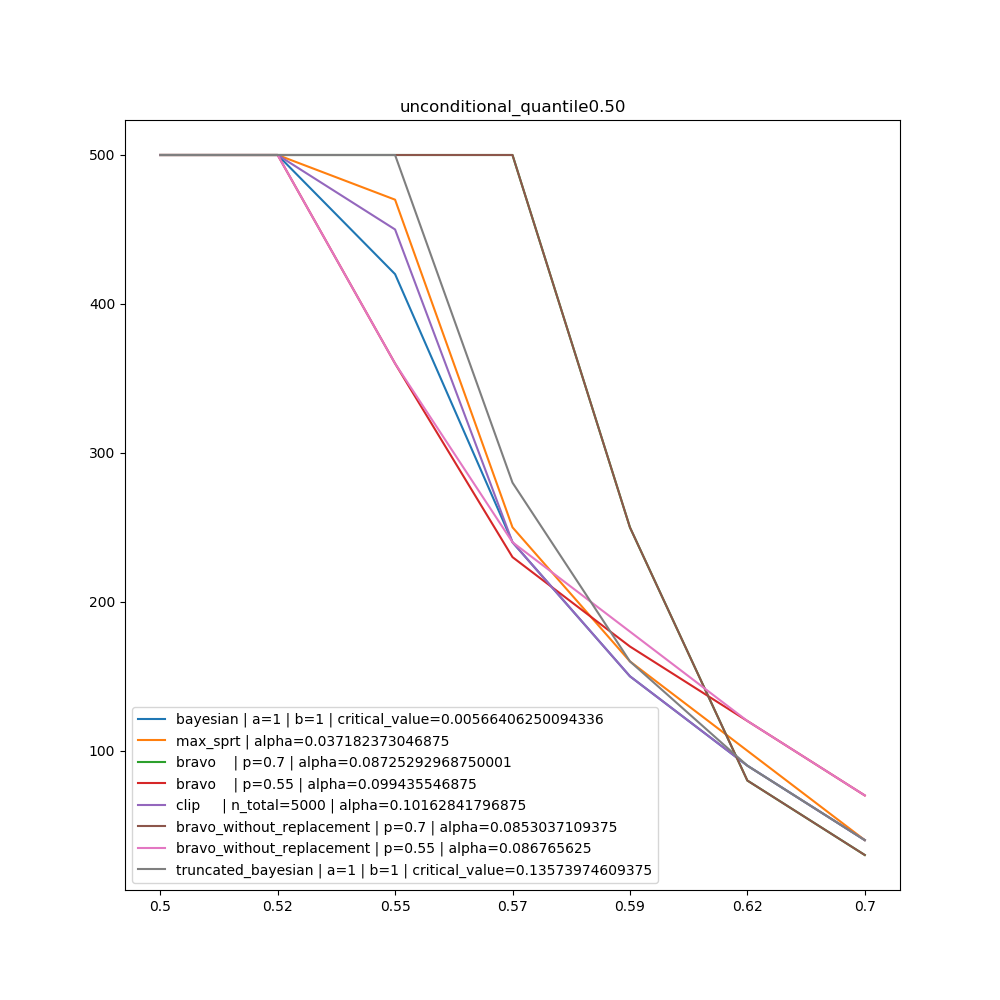 unconditional_quantile0.50
500
400
300
200
100
bayesian | a=1 | b=1 | critical_value=0.00566406250094336
max_sprt | alpha=0.037182373046875
bravo    | p=0.7 | alpha=0.08725292968750001
bravo    | p=0.55 | alpha=0.099435546875
clip     | n_total=5000 | alpha=0.10162841796875
bravo_without_replacement | p=0.7 | alpha=0.0853037109375
bravo_without_replacement | p=0.55 | alpha=0.086765625
truncated_bayesian | a=1 | b=1 | critical_value=0.13573974609375
0.5 0.52 0.55 0.57 0.59 0.62 0.7